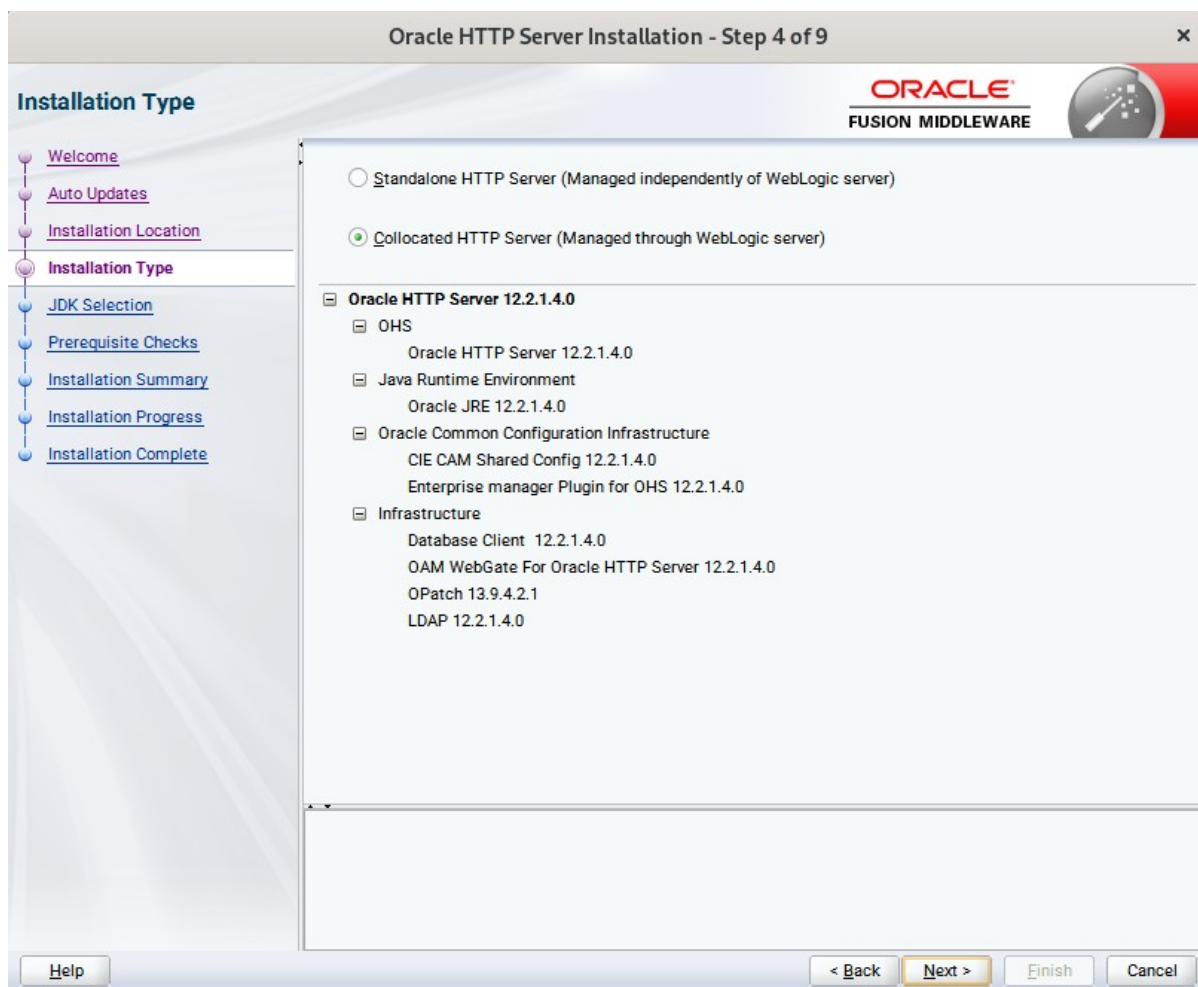 Oracle HTTP Server Installation - Step 4 of 9
Installation Type
ORACLE
FUSION MIDDLEWARE
Welcome
Auto Updates
Installation Location
Installation Type
JDK Selection
Prerequisite Checks
Installation Summary
Installation Progress
Installation Complete
Standalone HTTP Server (Managed independently of WebLogic server)
Collocated HTTP Server (Managed through WebLogic server)
Oracle HTTP Server 12.2.1.4.0
OHS
Oracle HTTP Server 12.2.1.4.0
Java Runtime Environment
Oracle JRE 12.2.1.4.0
Oracle Common Configuration Infrastructure
CIE CAM Shared Config 12.2.1.4.0
Enterprise manager Plugin for OHS 12.2.1.4.0
Infrastructure
Database Client 12.2.1.4.0
OAM WebGate For Oracle HTTP Server 12.2.1.4.0
OPatch 13.9.4.2.1
LDAP 12.2.1.4.0
Help
< Back
Next >
Finish
Cancel